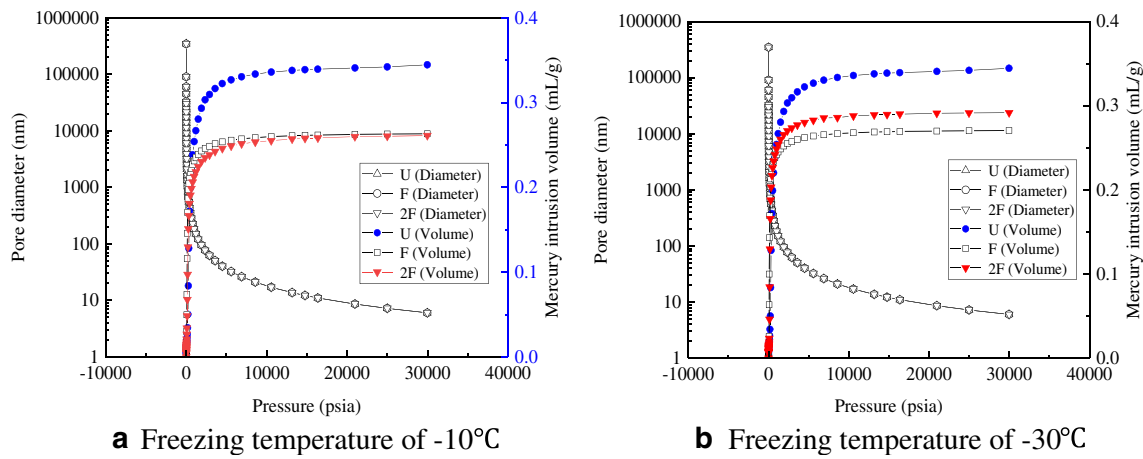 1000000
100000
10000
1000
100
10
1
Pore diameter (nm)
0.4
0.3
0.2
0.1
0.0
Mercury intrusion volume (mL/g)
U (Diameter)
F (Diameter)
2F (Diameter)
U (Volume)
F (Volume)
2F (Volume)
-10000 0 10000 20000 30000 40000
Pressure (psia)
a Freezing temperature of -10℃
1000000
100000
10000
1000
100
10
1
Pore diameter (nm)
0.4
0.3
0.2
0.1
0.0
Mercury intrusion volume (mL/g)
U (Diameter)
F (Diameter)
2F (Diameter)
U (Volume)
F (Volume)
2F (Volume)
-10000 0 10000 20000 30000 40000
Pressure (psia)
b Freezing temperature of -30℃